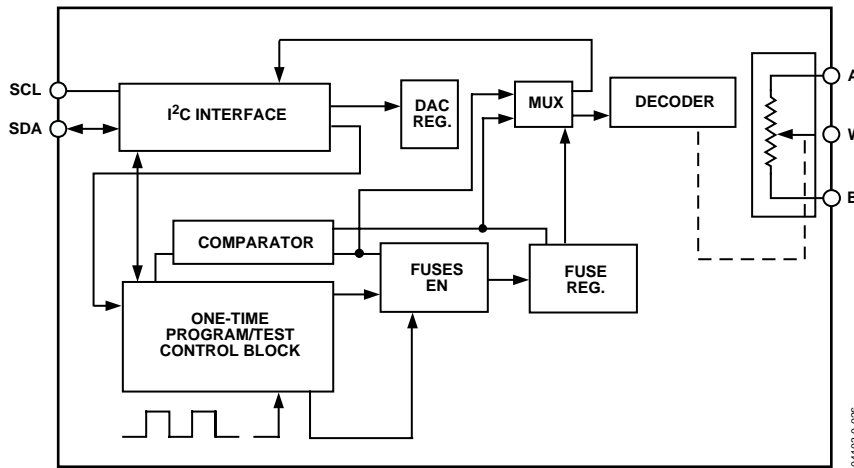 SCL
SDA
I²C INTERFACE
DAC
REG.
MUX
DECODER
A
W
B
COMPARATOR
FUSES
EN
FUSE
REG.
ONE-TIME
PROGRAM/TEST
CONTROL BLOCK